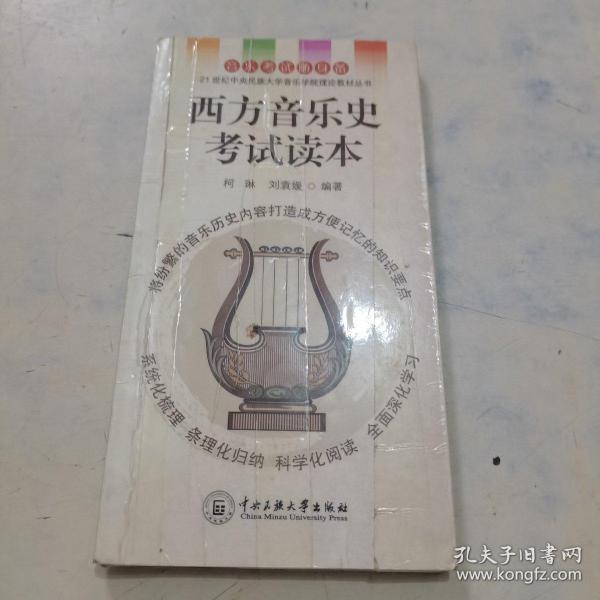 音乐考试随身带
21世纪中央民族大学音乐学院理论教材丛书
西方音乐史
考试读本
柯 琳 刘袁媛 编著
将纷繁的音乐历史内容打造成方便记忆的知识要点
系统化梳理 条理化归纳 科学化阅读 全面深化学习
中央民族大学出版社
China Minzu University Press
孔夫子旧书网
www.kongfz.com